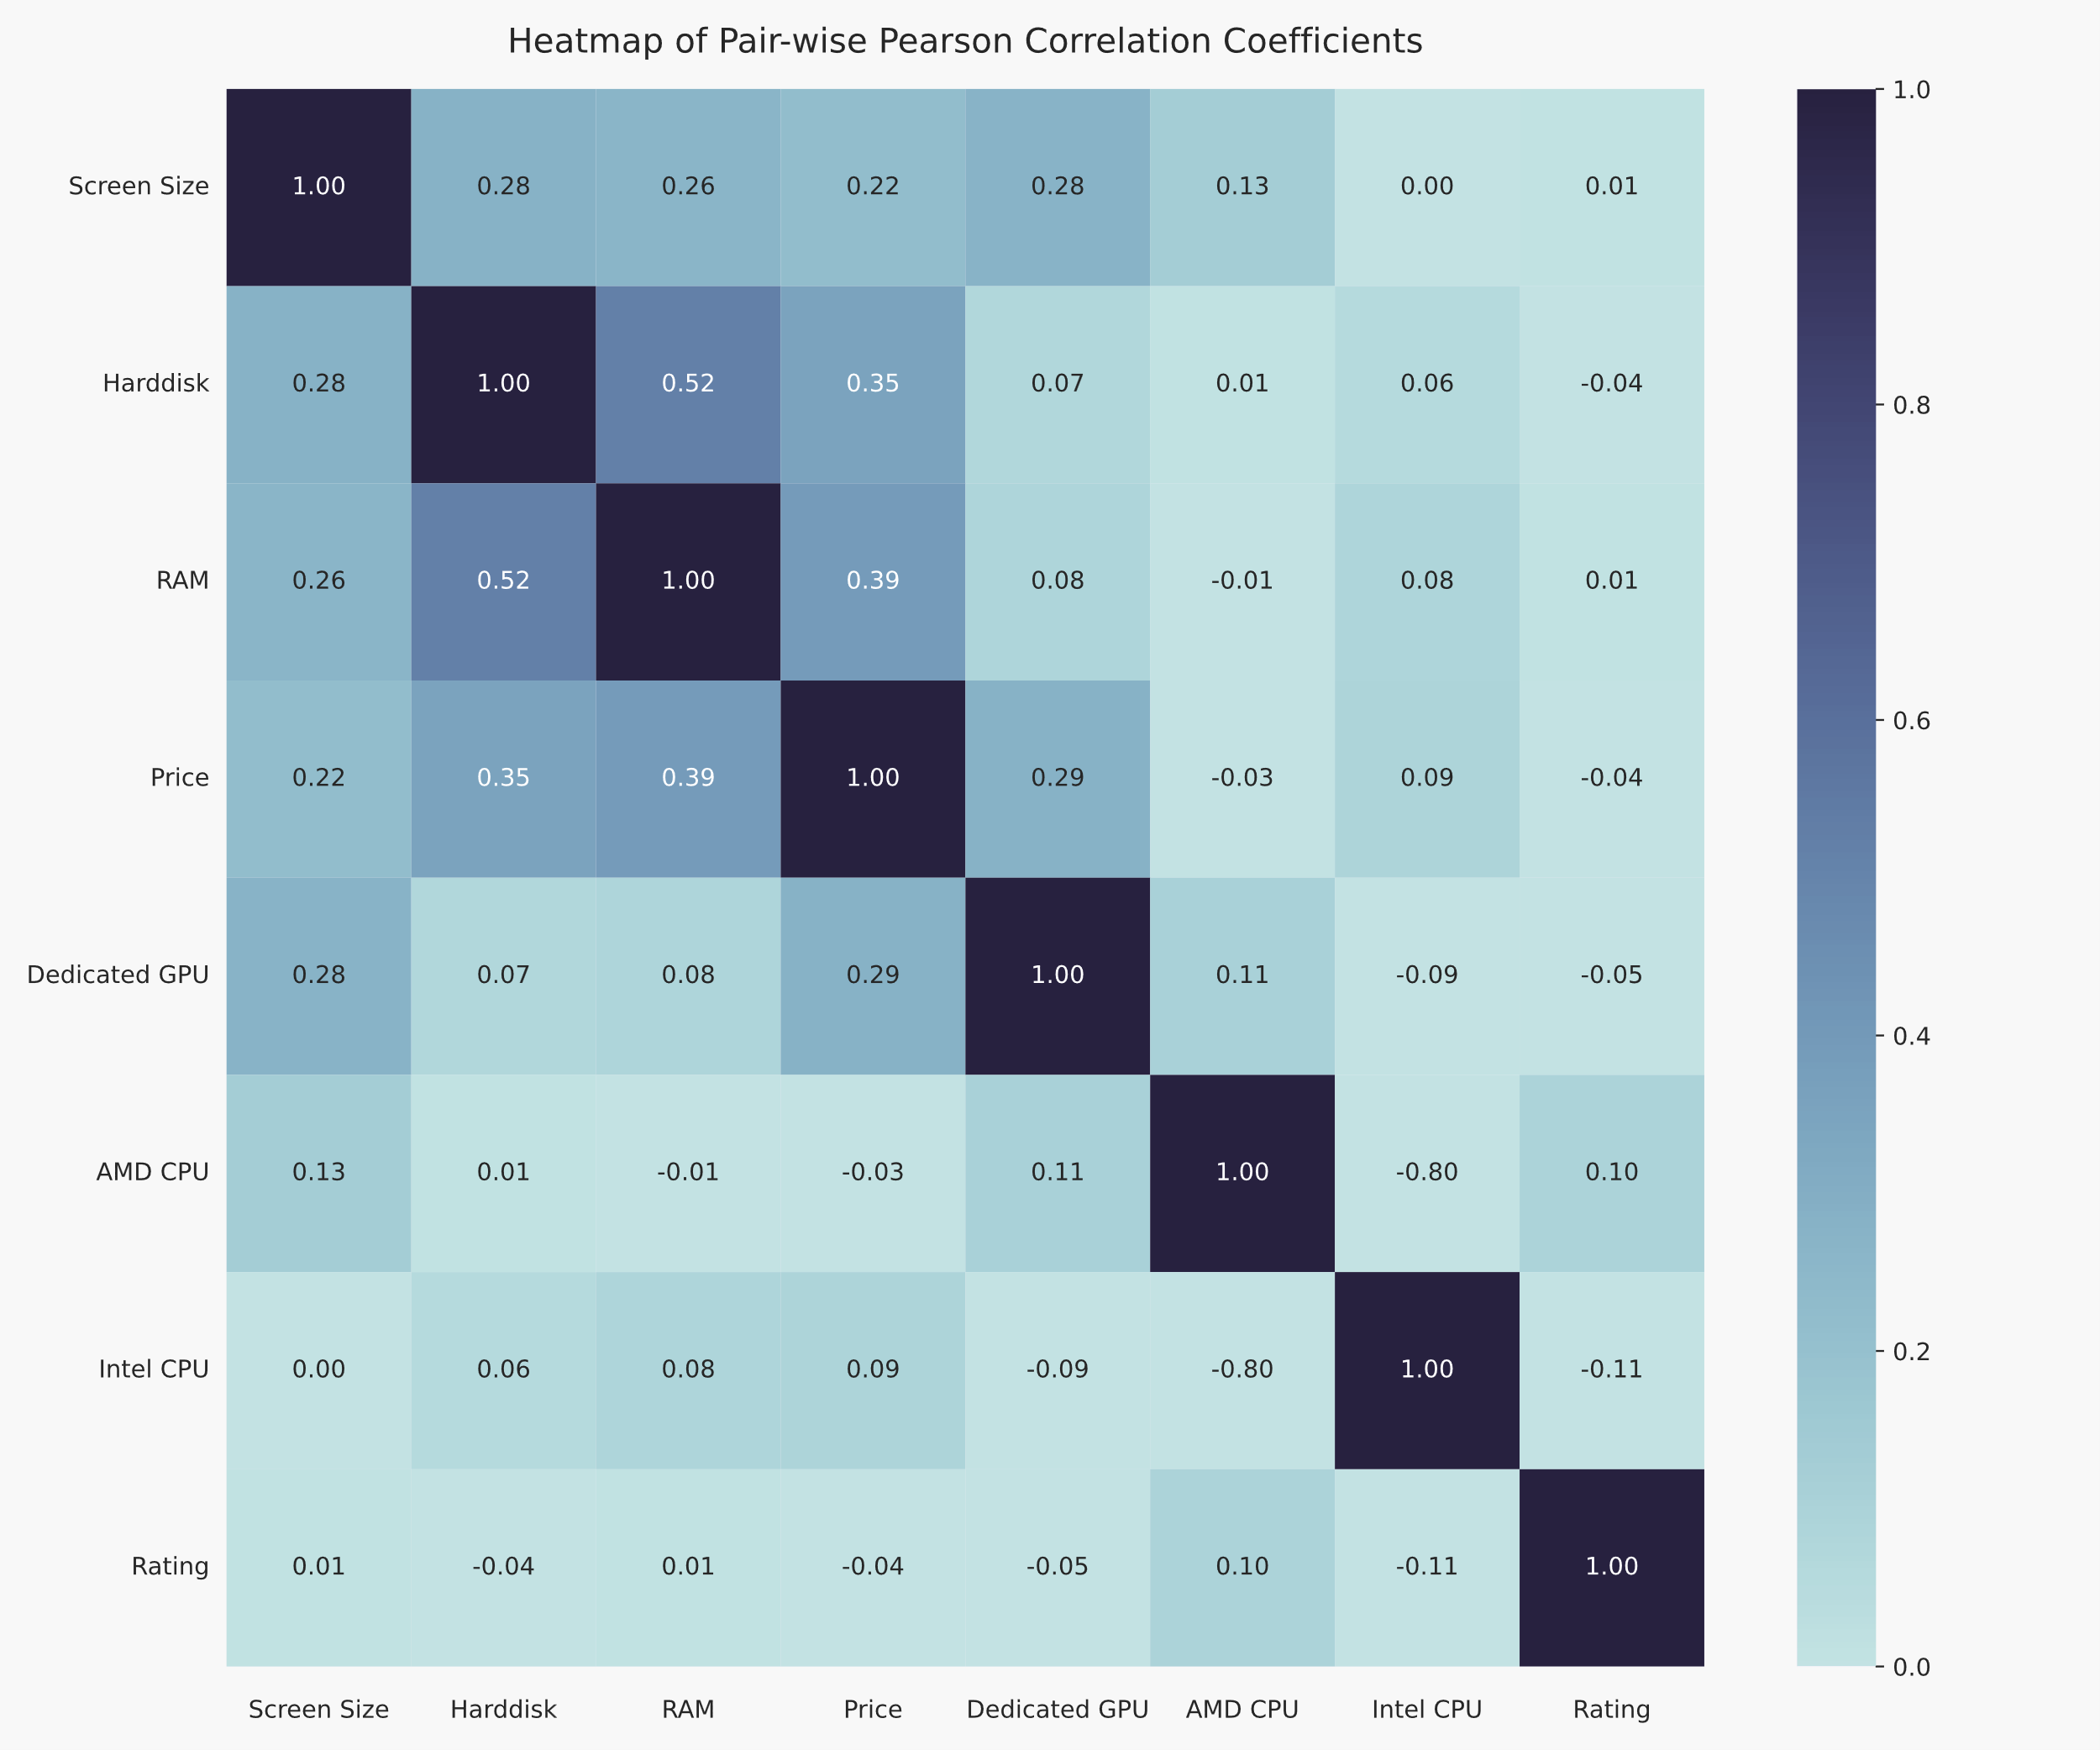 Heatmap of Pair-wise Pearson Correlation Coefficients
Screen Size 1.00 0.28 0.26 0.22 0.28 0.13 0.00 0.01
Harddisk 0.28 1.00 0.52 0.35 0.07 0.01 0.06 -0.04
RAM 0.26 0.52 1.00 0.39 0.08 -0.01 0.08 0.01
Price 0.22 0.35 0.39 1.00 0.29 -0.03 0.09 -0.04
Dedicated GPU 0.28 0.07 0.08 0.29 1.00 0.11 -0.09 -0.05
AMD CPU 0.13 0.01 -0.01 -0.03 0.11 1.00 -0.80 0.10
Intel CPU 0.00 0.06 0.08 0.09 -0.09 -0.80 1.00 -0.11
Rating 0.01 -0.04 0.01 -0.04 -0.05 0.10 -0.11 1.00
Screen Size Harddisk RAM Price Dedicated GPU AMD CPU Intel CPU Rating
1.0
0.8
0.6
0.4
0.2
0.0